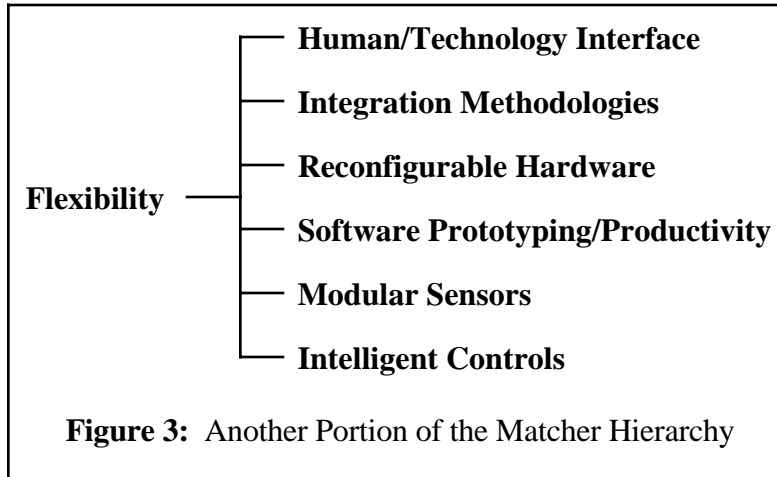 Human/Technology Interface
Integration Methodologies
Reconfigurable Hardware
Flexibility
Software Prototyping/Productivity
Modular Sensors
Intelligent Controls
Figure 3: Another Portion of the Matcher Hierarchy